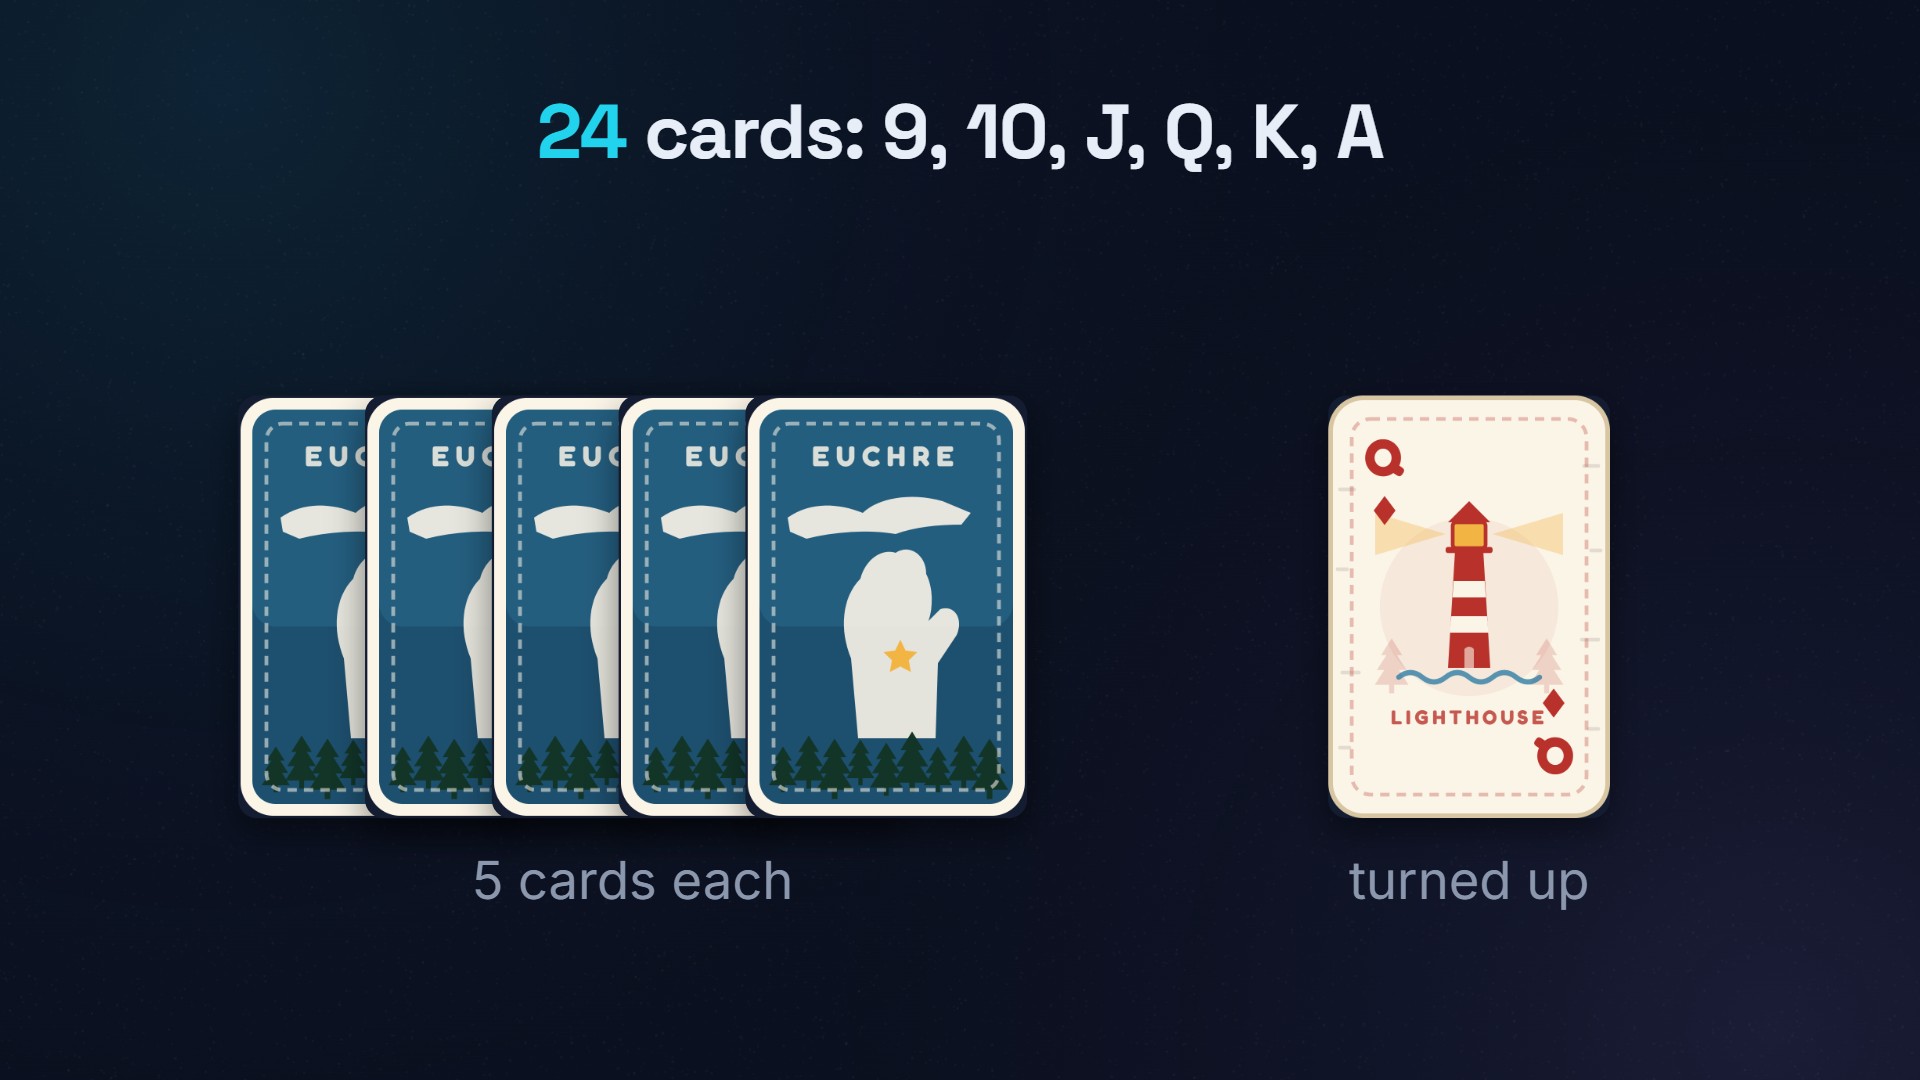 24 cards: 9, 10, J, Q, K, A
EUC
EUC
EUC
EUC
EUCHRE
Q
LIGHTHOUSE
Q
5 cards each
turned up